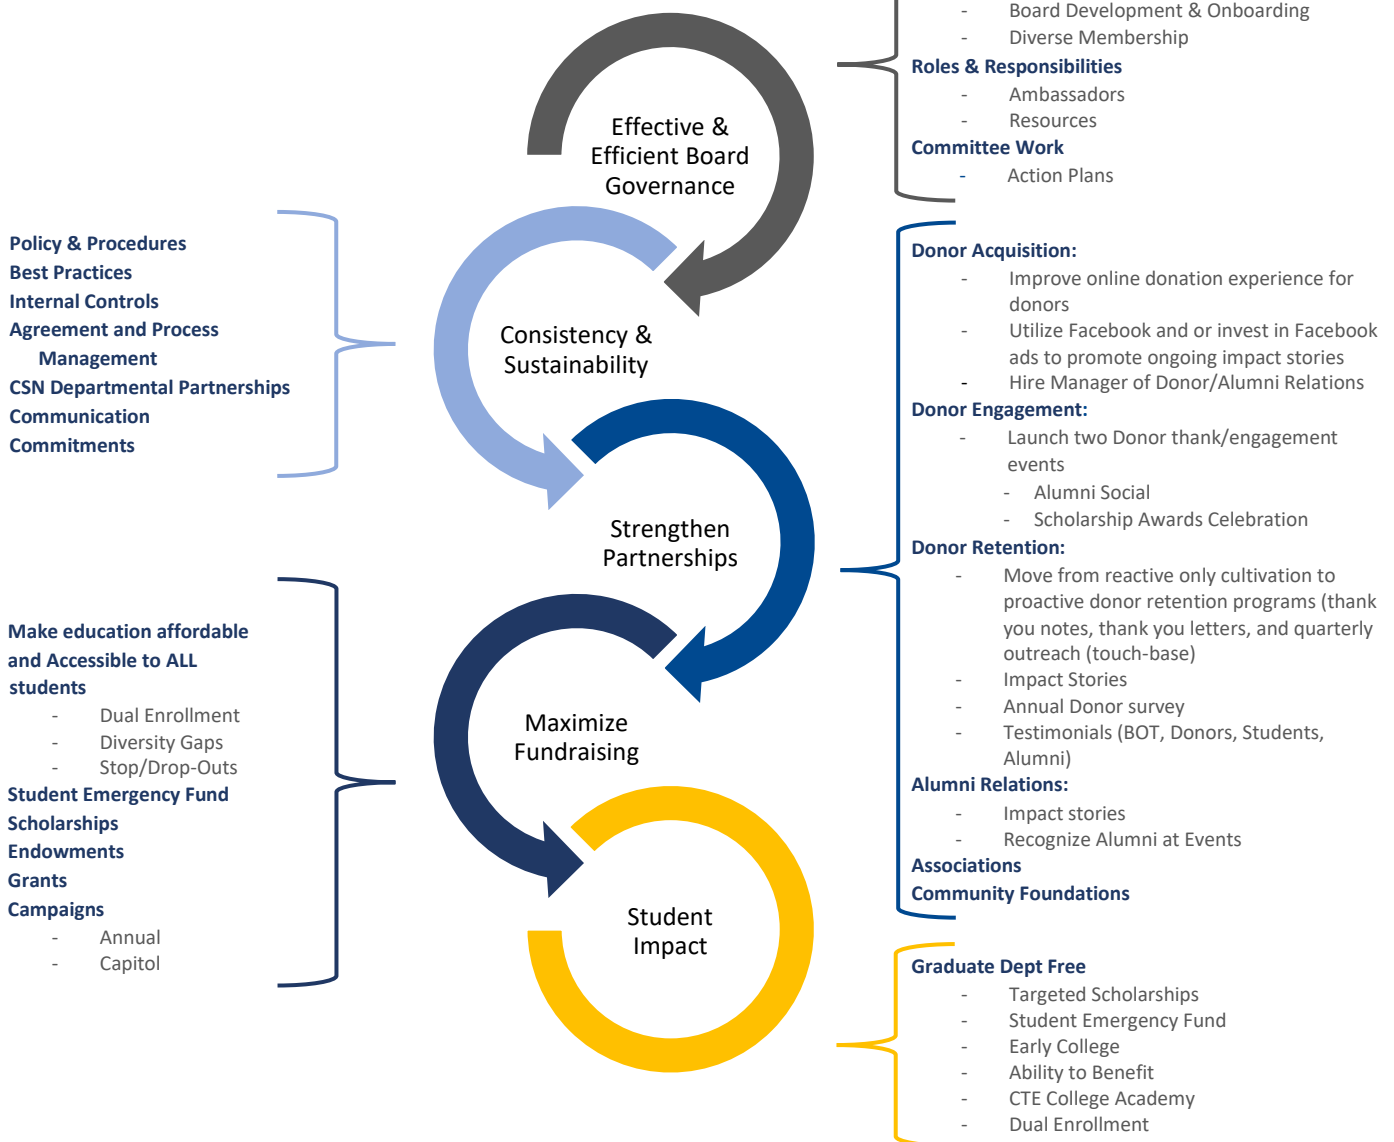 - Board Development & Onboarding
- Diverse Membership
Roles & Responsibilities
- Ambassadors
- Resources
Committee Work
- Action Plans
Effective &
Efficient Board
Governance
Policy & Procedures
Best Practices
Internal Controls
Agreement and Process
Management
CSN Departmental Partnerships
Communication
Commitments
Consistency &
Sustainability
Donor Acquisition:
- Improve online donation experience for
donors
- Utilize Facebook and or invest in Facebook
ads to promote ongoing impact stories
- Hire Manager of Donor/Alumni Relations
Donor Engagement:
- Launch two Donor thank/engagement
events
- Alumni Social
- Scholarship Awards Celebration
Donor Retention:
- Move from reactive only cultivation to
proactive donor retention programs (thank
you notes, thank you letters, and quarterly
outreach (touch-base)
- Impact Stories
- Annual Donor survey
- Testimonials (BOT, Donors, Students,
Alumni)
Alumni Relations:
- Impact stories
- Recognize Alumni at Events
Associations
Community Foundations
Strengthen
Partnerships
Make education affordable
and Accessible to ALL
students
- Dual Enrollment
- Diversity Gaps
- Stop/Drop-Outs
Student Emergency Fund
Scholarships
Endowments
Grants
Campaigns
- Annual
- Capitol
Maximize
Fundraising
Student
Impact
Graduate Dept Free
- Targeted Scholarships
- Student Emergency Fund
- Early College
- Ability to Benefit
- CTE College Academy
- Dual Enrollment